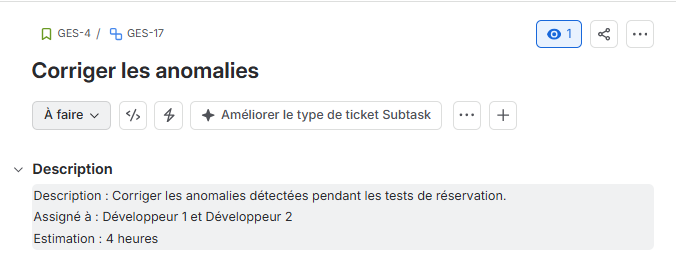 GES-4 / GES-17
1
Corriger les anomalies
À faire
Améliorer le type de ticket Subtask
Description
Description : Corriger les anomalies détectées pendant les tests de réservation.
Assigné à : Développeur 1 et Développeur 2
Estimation : 4 heures